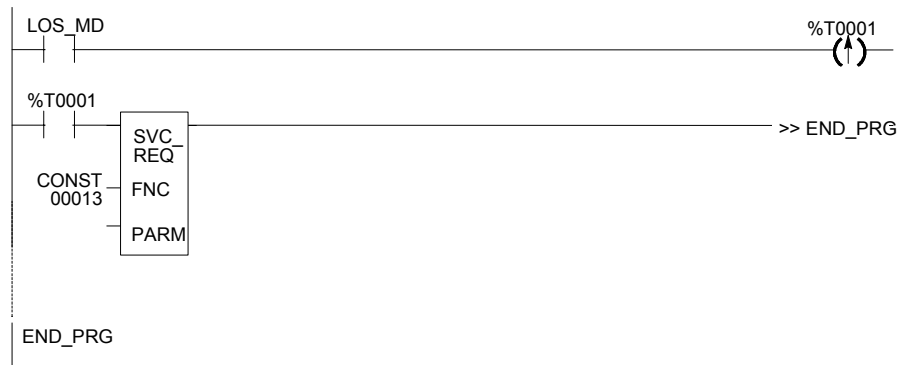 LOS_MD
%T0001
%T0001
SVC_
REQ
>> END_PRG
CONST
00013
FNC
PARM
END_PRG